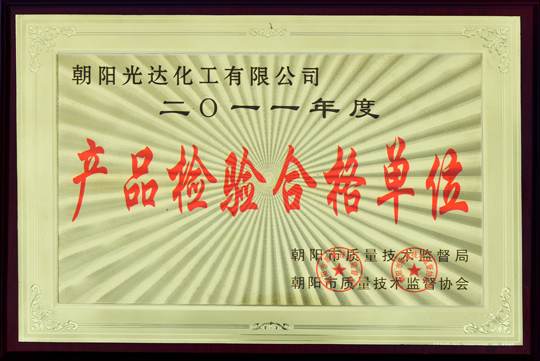 朝阳光达化工有限公司
二〇一一年度
产品检验合格单位
朝阳市质量技术监督局
朝阳市质量技术监督协会